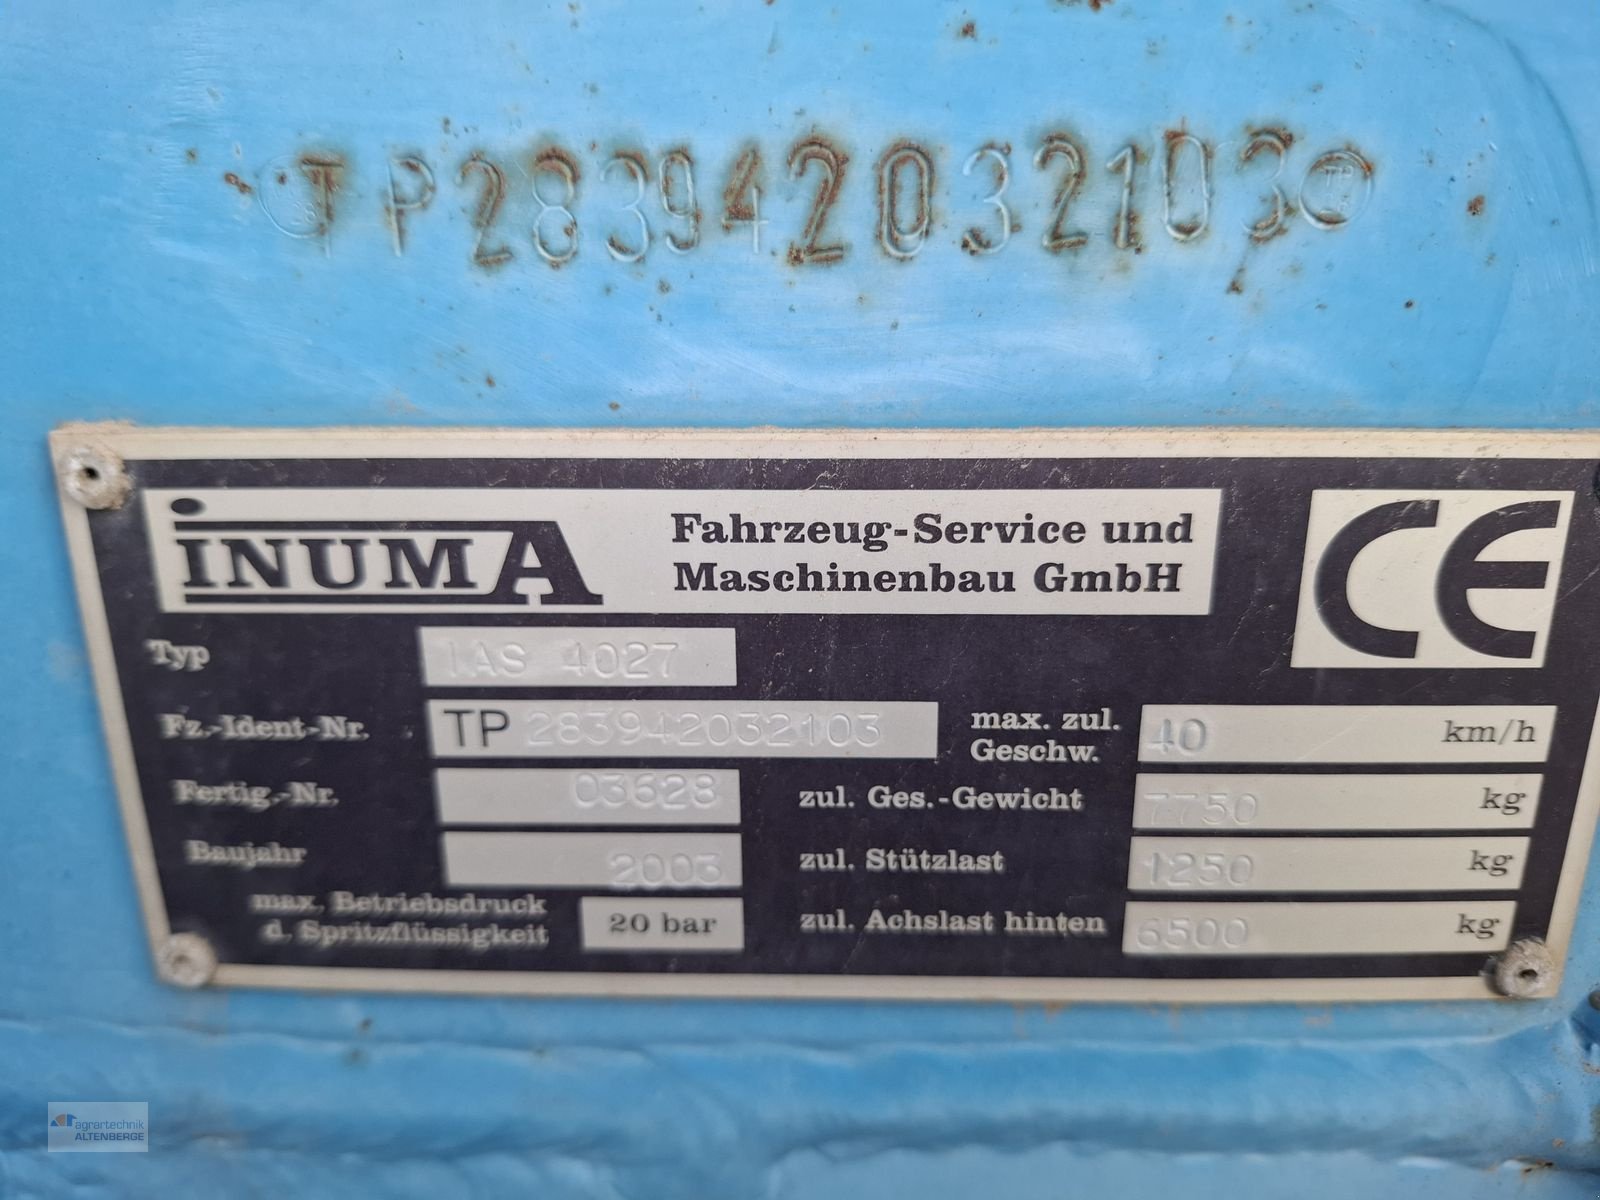 TP283942032103
INUMA
Fahrzeug-Service und
Maschinenbau GmbH
CE
Typ IAS 4027
Fz.-Ident-Nr. TP 283942032103
max. zul. Geschw. 40 km/h
Fertig.-Nr. 03628
zul. Ges.-Gewicht 7750 kg
Baujahr 2003
zul. Stützlast 1250 kg
max. Betriebsdruck
d. Spritzflüssigkeit 20 bar
zul. Achslast hinten 6500 kg
agrartechnik
ALTENBERGE